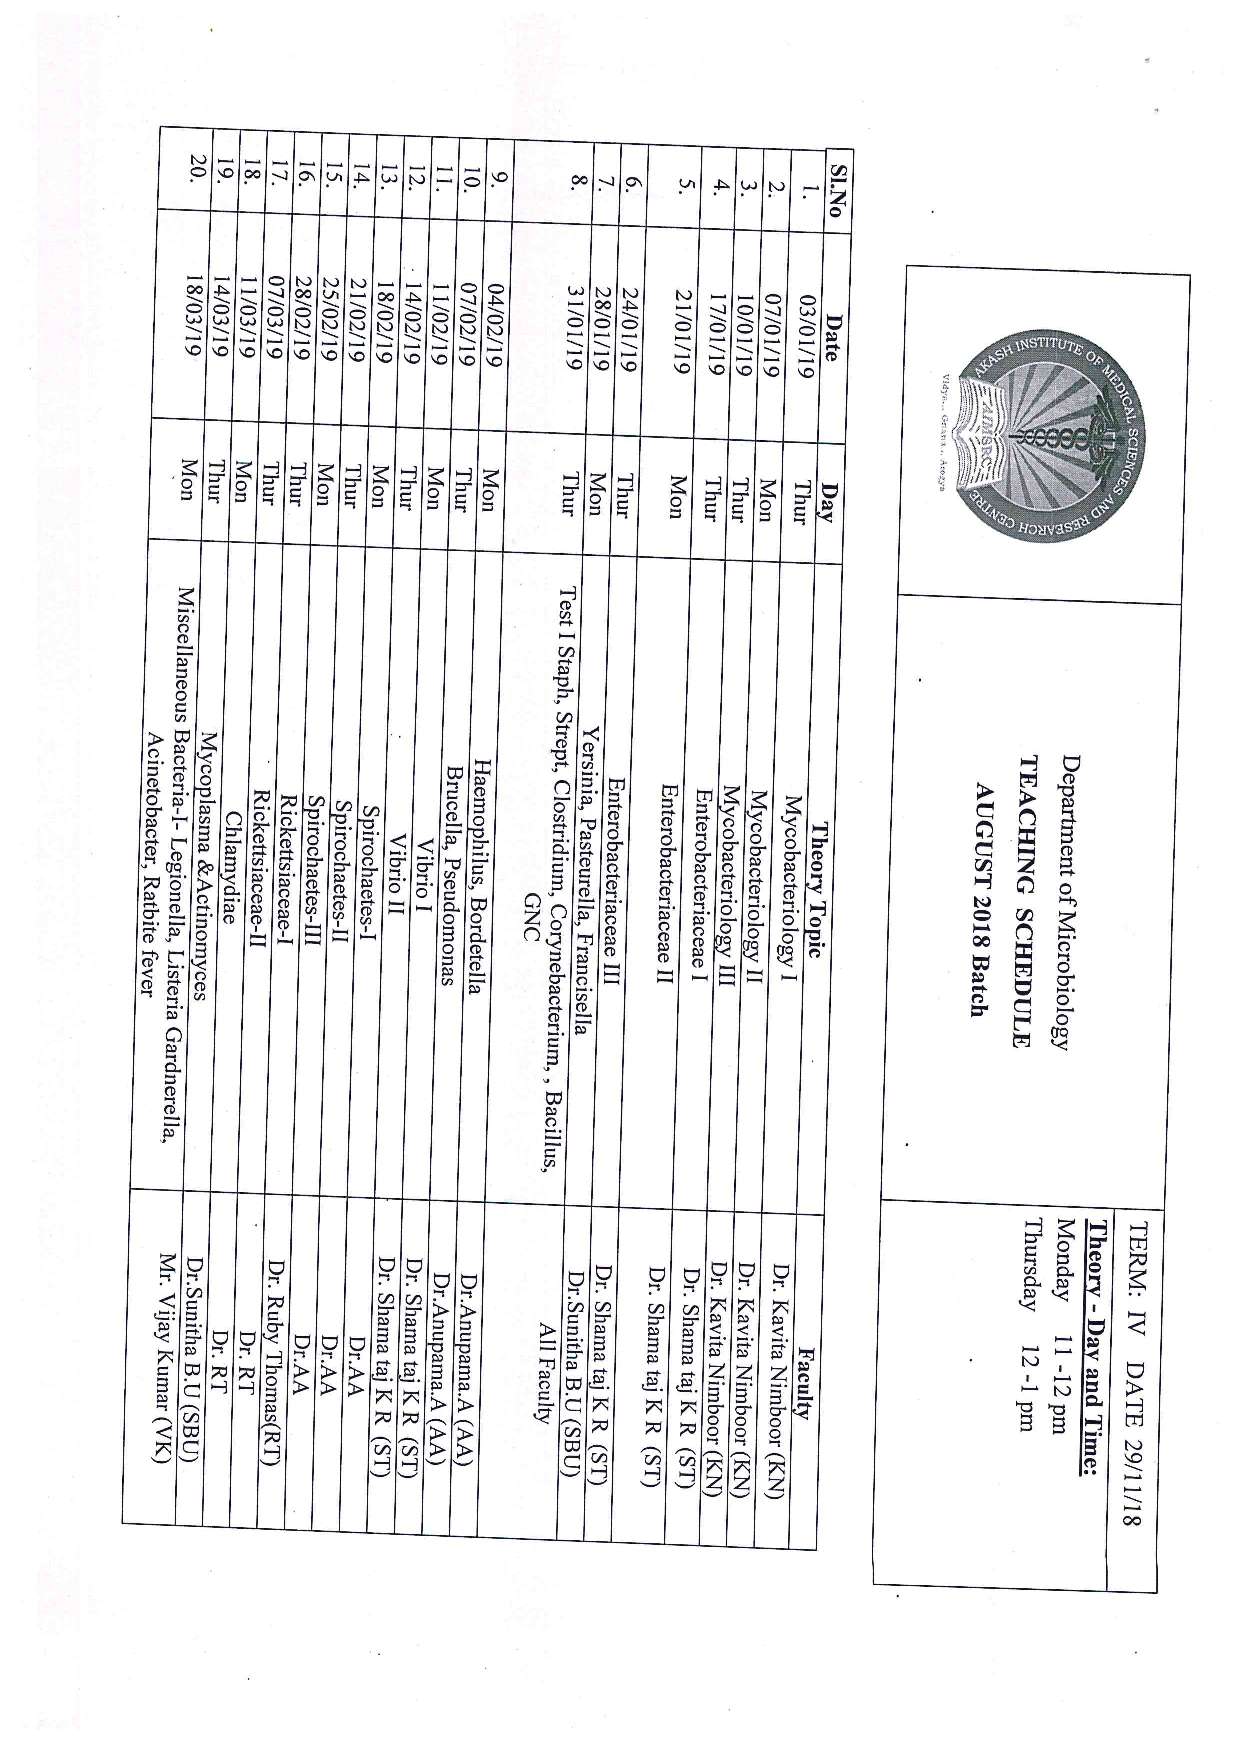 AKASH INSTITUTE OF MEDICAL SCIENCES AND RESEARCH CENTRE
AIMSRC
Department of Microbiology
TEACHING SCHEDULE
AUGUST 2018 Batch
TERM: IV DATE 29/11/18
Theory - Day and Time:
Monday 11 -12 pm
Thursday 12 -1 pm
Sl.No Date Day Theory Topic Faculty
1. 03/01/19 Thur Mycobacteriology I Dr. Kavita Nimboor (KN)
2. 07/01/19 Mon Mycobacteriology II Dr. Kavita Nimboor (KN)
3. 10/01/19 Thur Mycobacteriology III Dr. Kavita Nimboor (KN)
4. 17/01/19 Thur Enterobacteriaceae I Dr. Shama taj K R (ST)
5. 21/01/19 Mon Enterobacteriaceae II Dr. Shama taj K R (ST)
6. 24/01/19 Thur Enterobacteriaceae III Dr. Shama taj K R (ST)
7. 28/01/19 Mon Yersinia, Pasteurella, Francisella Dr.Sunitha B.U (SBU)
8. 31/01/19 Thur Test I Staph, Strept, Clostridium, Corynebacterium, , Bacillus, All Faculty
GNC
9. 04/02/19 Mon Haemophilus, Bordetella Dr.Anupama.A (AA)
10. 07/02/19 Thur Brucella, Pseudomonas Dr.Anupama.A (AA)
11. 11/02/19 Mon Vibrio I Dr. Shama taj K R (ST)
12. 14/02/19 Thur Vibrio II Dr. Shama taj K R (ST)
13. 18/02/19 Mon Spirochaetes-I Dr.AA
14. 21/02/19 Thur Spirochaetes-II Dr.AA
15. 25/02/19 Mon Spirochaetes-III Dr.AA
16. 28/02/19 Thur Rickettsiaceae-I Dr. Ruby Thomas(RT)
17. 07/03/19 Thur Rickettsiaceae-II Dr. RT
18. 11/03/19 Mon Chlamydiae Dr. RT
19. 14/03/19 Thur Mycoplasma &Actinomyces Dr.Sunitha B.U (SBU)
20. 18/03/19 Mon Miscellaneous Bacteria-I- Legionella, Listeria Gardnerella, Mr. Vijay Kumar (VK)
Acinetobacter, Ratbite fever